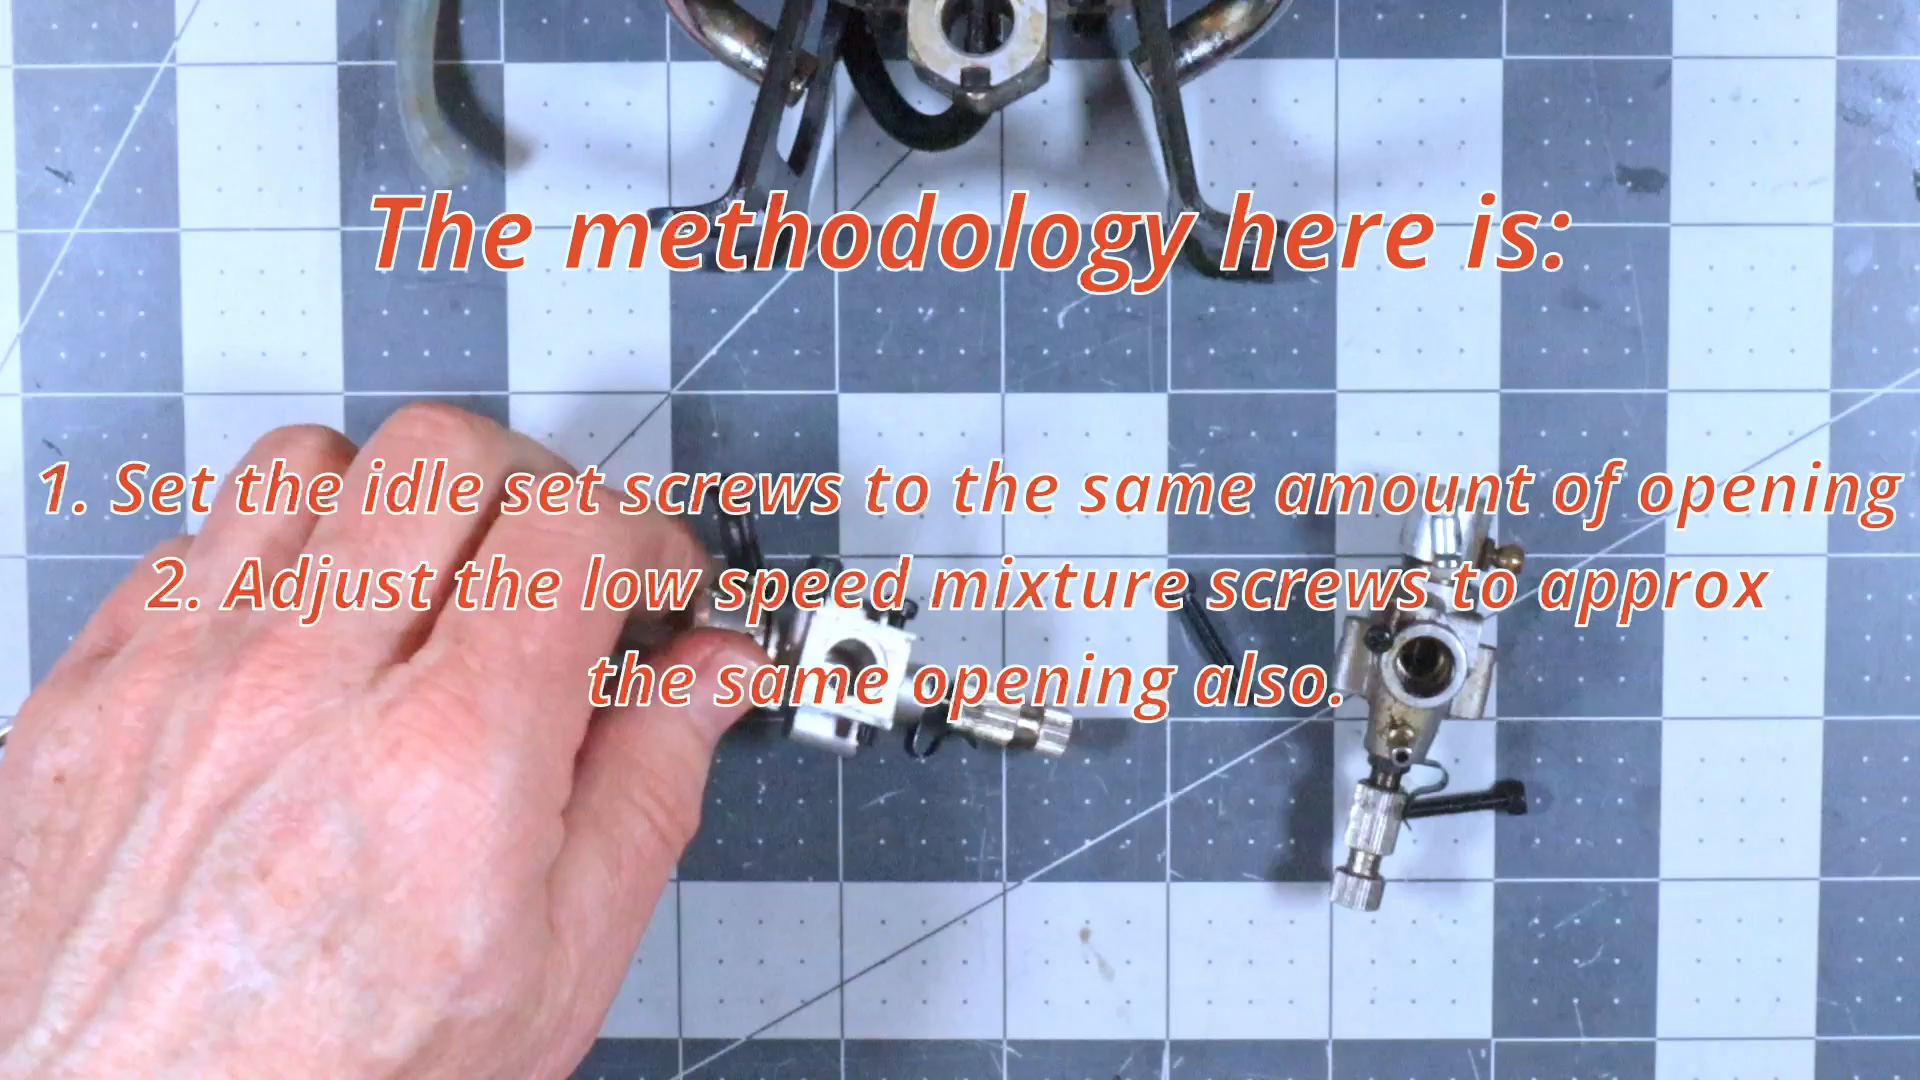 The methodology here is:
1. Set the idle set screws to the same amount of opening
2. Adjust the low speed mixture screws to approx
the same opening also.